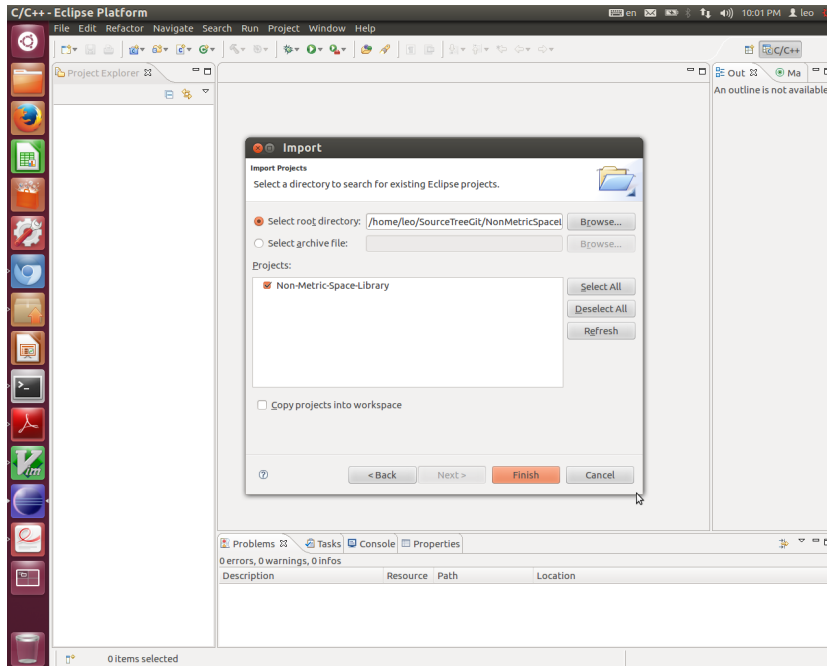 C/C++ - Eclipse Platform
en
10:01 PM
leo
File Edit Refactor Navigate Search Run Project Window Help
C/C++
Project Explorer
Out
Ma
An outline is not available
Import
Import Projects
Select a directory to search for existing Eclipse projects.
Select root directory: /home/leo/SourceTreeGit/NonMetricSpaceL Browse...
Select archive file: Browse...
Projects:
Non-Metric-Space-Library
Select All
Deselect All
Refresh
Copy projects into workspace
< Back Next > Finish Cancel
Vim
Problems Tasks Console Properties
0 errors, 0 warnings, 0 infos
Description Resource Path Location
0 items selected